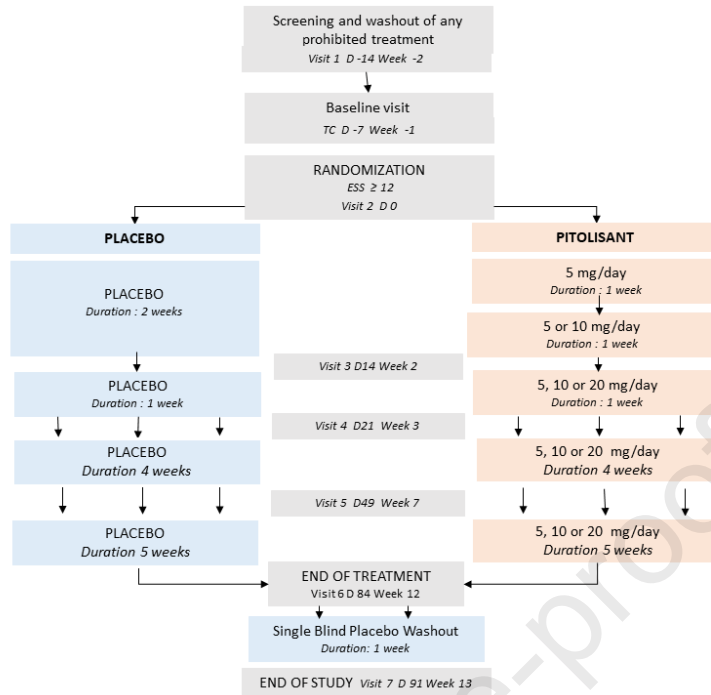 Screening and washout of any
prohibited treatment
Visit 1 D -14 Week -2
Baseline visit
TC D -7 Week -1
RANDOMIZATION
ESS ≥ 12
Visit 2 D 0
PLACEBO
PITOLISANT
PLACEBO
Duration : 2 weeks
5 mg/day
Duration : 1 week
5 or 10 mg/day
Duration : 1 week
Visit 3 D14 Week 2
PLACEBO
Duration : 1 week
5, 10 or 20 mg/day
Duration : 1 week
Visit 4 D21 Week 3
PLACEBO
Duration 4 weeks
5, 10 or 20 mg/day
Duration 4 weeks
Visit 5 D49 Week 7
PLACEBO
Duration 5 weeks
5, 10 or 20 mg/day
Duration 5 weeks
END OF TREATMENT
Visit 6 D 84 Week 12
Single Blind Placebo Washout
Duration: 1 week
END OF STUDY Visit 7 D 91 Week 13
e-proof